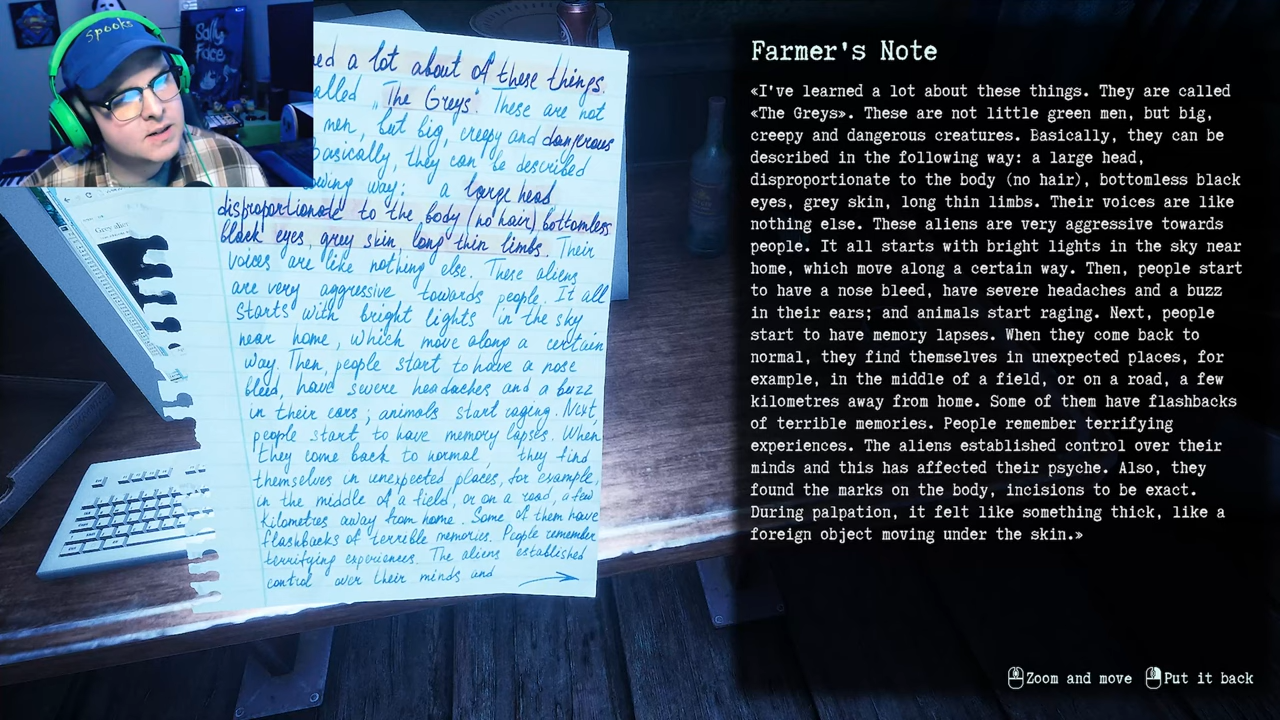 spooks
Sally
Face
ed a lot about of these things.
alled „The Greys". These are not
men, but big, creepy and dangerous
Basically, they can be described
owing way: a large head
disproportionate to the body (no hair), bottomless
black eyes, grey skin, long thin limbs. Their
voices are like nothing else. These aliens
are very aggressive towards people. It all
starts with bright lights in the sky
near home, which move along a certain
way. Then, people start to have a nose
bleed, have severe headaches and a buzz
in their ears; animals start raging. Next,
people start to have memory lapses. When
they come back to normal they find
themselves in unexpected places, for example,
in the middle of a field, or on a road, a few
kilometres away from home. Some of them have
flashbacks of terrible memories. People remember
terrifying experiences. The aliens established
control over their minds and
Farmer's Note
«I've learned a lot about these things. They are called
«The Greys». These are not little green men, but big,
creepy and dangerous creatures. Basically, they can be
described in the following way: a large head,
disproportionate to the body (no hair), bottomless black
eyes, grey skin, long thin limbs. Their voices are like
nothing else. These aliens are very aggressive towards
people. It all starts with bright lights in the sky near
home, which move along a certain way. Then, people start
to have a nose bleed, have severe headaches and a buzz
in their ears; and animals start raging. Next, people
start to have memory lapses. When they come back to
normal, they find themselves in unexpected places, for
example, in the middle of a field, or on a road, a few
kilometres away from home. Some of them have flashbacks
of terrible memories. People remember terrifying
experiences. The aliens established control over their
minds and this has affected their psyche. Also, they
found the marks on the body, incisions to be exact.
During palpation, it felt like something thick, like a
foreign object moving under the skin.»
Zoom and move Put it back